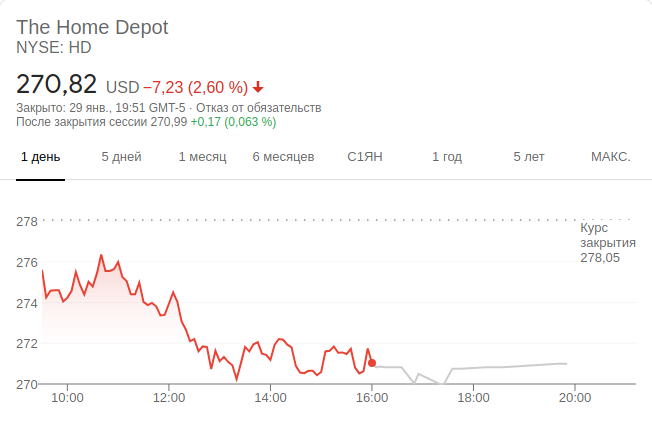 The Home Depot
NYSE: HD
270,82 USD −7,23 (2,60 %)
Закрыто: 29 янв., 19:51 GMT-5 · Отказ от обязательств
После закрытия сессии 270,99 +0,17 (0,063 %)
1 день 5 дней 1 месяц 6 месяцев С1ЯН 1 год 5 лет МАКС.
278
Курс
закрытия
278,05
276
274
272
270
10:00 12:00 14:00 16:00 18:00 20:00